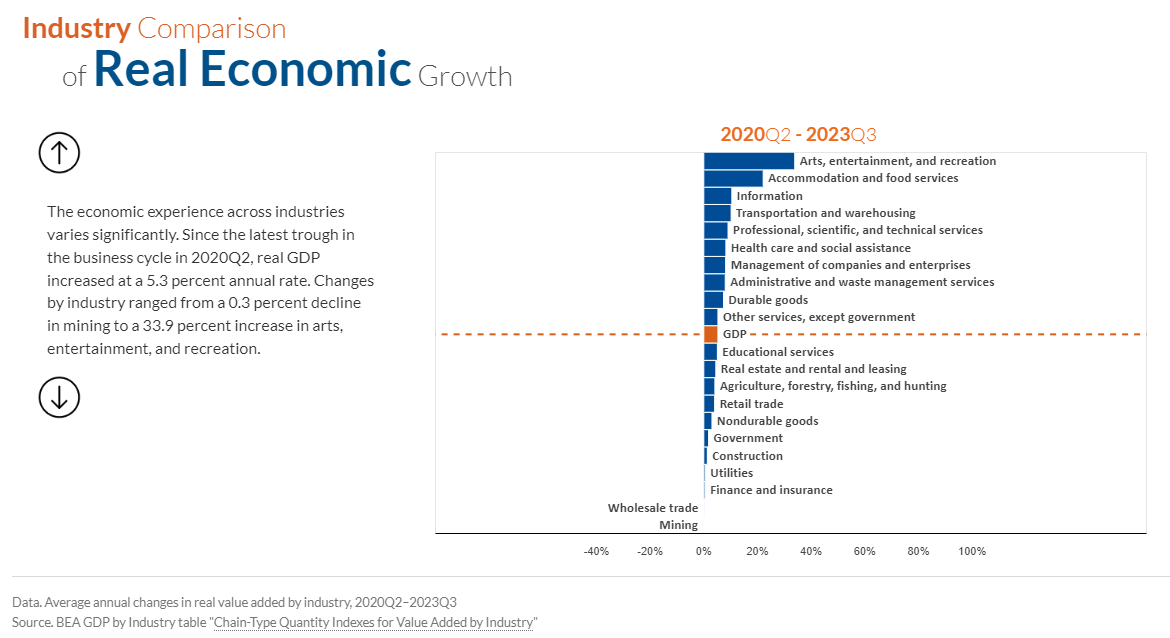 Industry Comparison
of Real Economic Growth
The economic experience across industries
varies significantly. Since the latest trough in
the business cycle in 2020Q2, real GDP
increased at a 5.3 percent annual rate. Changes
by industry ranged from a 0.3 percent decline
in mining to a 33.9 percent increase in arts,
entertainment, and recreation.
2020Q2 - 2023Q3
Arts, entertainment, and recreation
Accommodation and food services
Information
Transportation and warehousing
Professional, scientific, and technical services
Health care and social assistance
Management of companies and enterprises
Administrative and waste management services
Durable goods
Other services, except government
GDP
Educational services
Real estate and rental and leasing
Agriculture, forestry, fishing, and hunting
Retail trade
Nondurable goods
Government
Construction
Utilities
Finance and insurance
Wholesale trade
Mining
-40% -20% 0% 20% 40% 60% 80% 100%
Data. Average annual changes in real value added by industry, 2020Q2–2023Q3
Source. BEA GDP by Industry table "Chain-Type Quantity Indexes for Value Added by Industry"